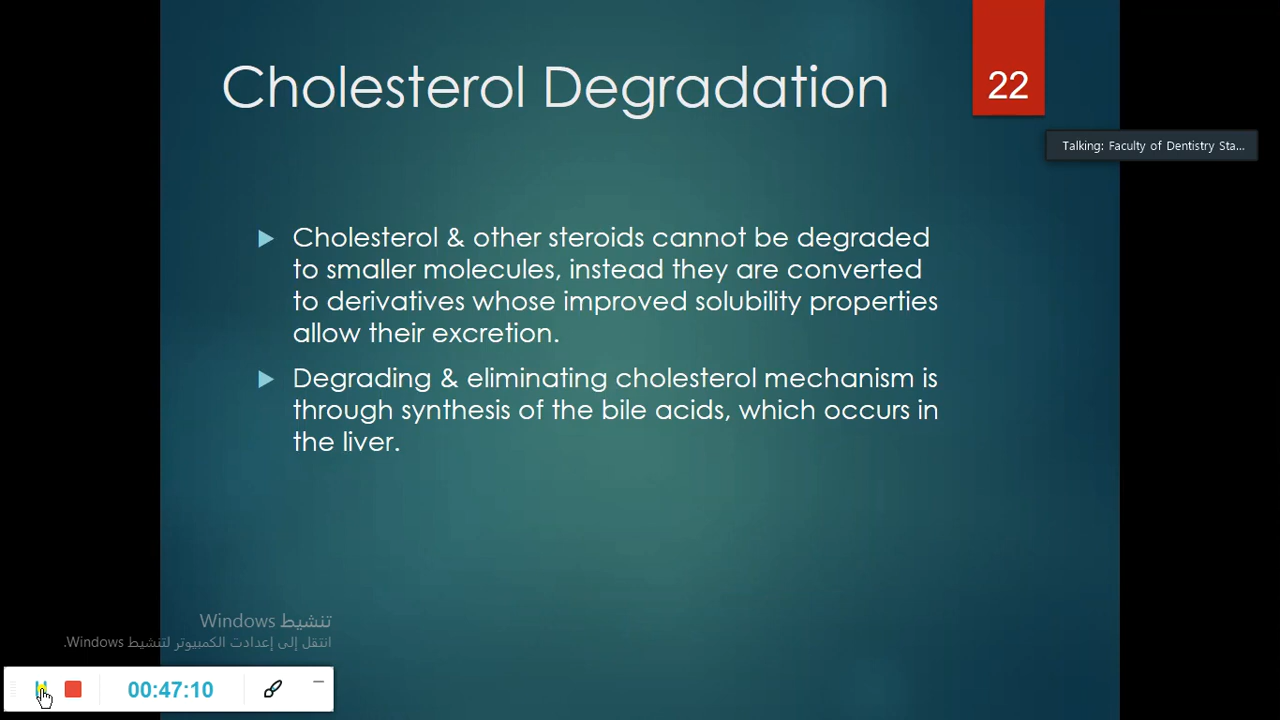 Cholesterol Degradation
22
Talking: Faculty of Dentistry Sta...
Cholesterol & other steroids cannot be degraded
to smaller molecules, instead they are converted
to derivatives whose improved solubility properties
allow their excretion.
Degrading & eliminating cholesterol mechanism is
through synthesis of the bile acids, which occurs in
the liver.
تنشيط Windows
انتقل إلى إعدادت الكمبيوتر لتنشيط Windows.
00:47:10